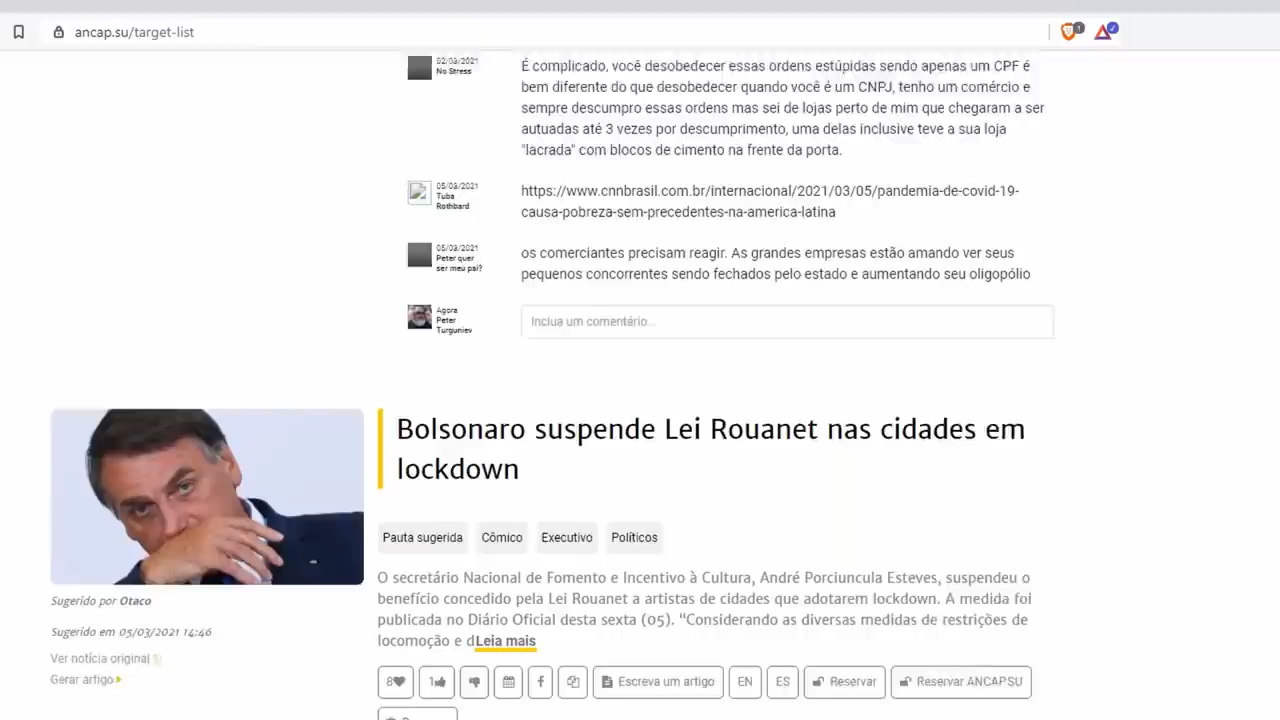 ancap.su/target-list
1
02/03/2021
No Stress
É complicado, você desobedecer essas ordens estúpidas sendo apenas um CPF é
bem diferente do que desobedecer quando você é um CNPJ, tenho um comércio e
sempre descumpro essas ordens mas sei de lojas perto de mim que chegaram a ser
autuadas até 3 vezes por descumprimento, uma delas inclusive teve a sua loja
"lacrada" com blocos de cimento na frente da porta.
05/03/2021
Tuba
Rothbard
https://www.cnnbrasil.com.br/internacional/2021/03/05/pandemia-de-covid-19-
causa-pobreza-sem-precedentes-na-america-latina
05/03/2021
Peter quer
ser meu pai?
os comerciantes precisam reagir. As grandes empresas estão amando ver seus
pequenos concorrentes sendo fechados pelo estado e aumentando seu oligopólio
Agora
Peter
Turguniev
Inclua um comentário...
Bolsonaro suspende Lei Rouanet nas cidades em
lockdown
Pauta sugerida Cômico Executivo Políticos
O secretário Nacional de Fomento e Incentivo à Cultura, André Porciuncula Esteves, suspendeu o
benefício concedido pela Lei Rouanet a artistas de cidades que adotarem lockdown. A medida foi
publicada no Diário Oficial desta sexta (05). "Considerando as diversas medidas de restrições de
locomoção e dLeia mais
Sugerido por Otaco
Sugerido em 05/03/2021 14:46
Ver notícia original
Gerar artigo
8 1 Escreva um artigo EN ES Reservar Reservar ANCAPSU